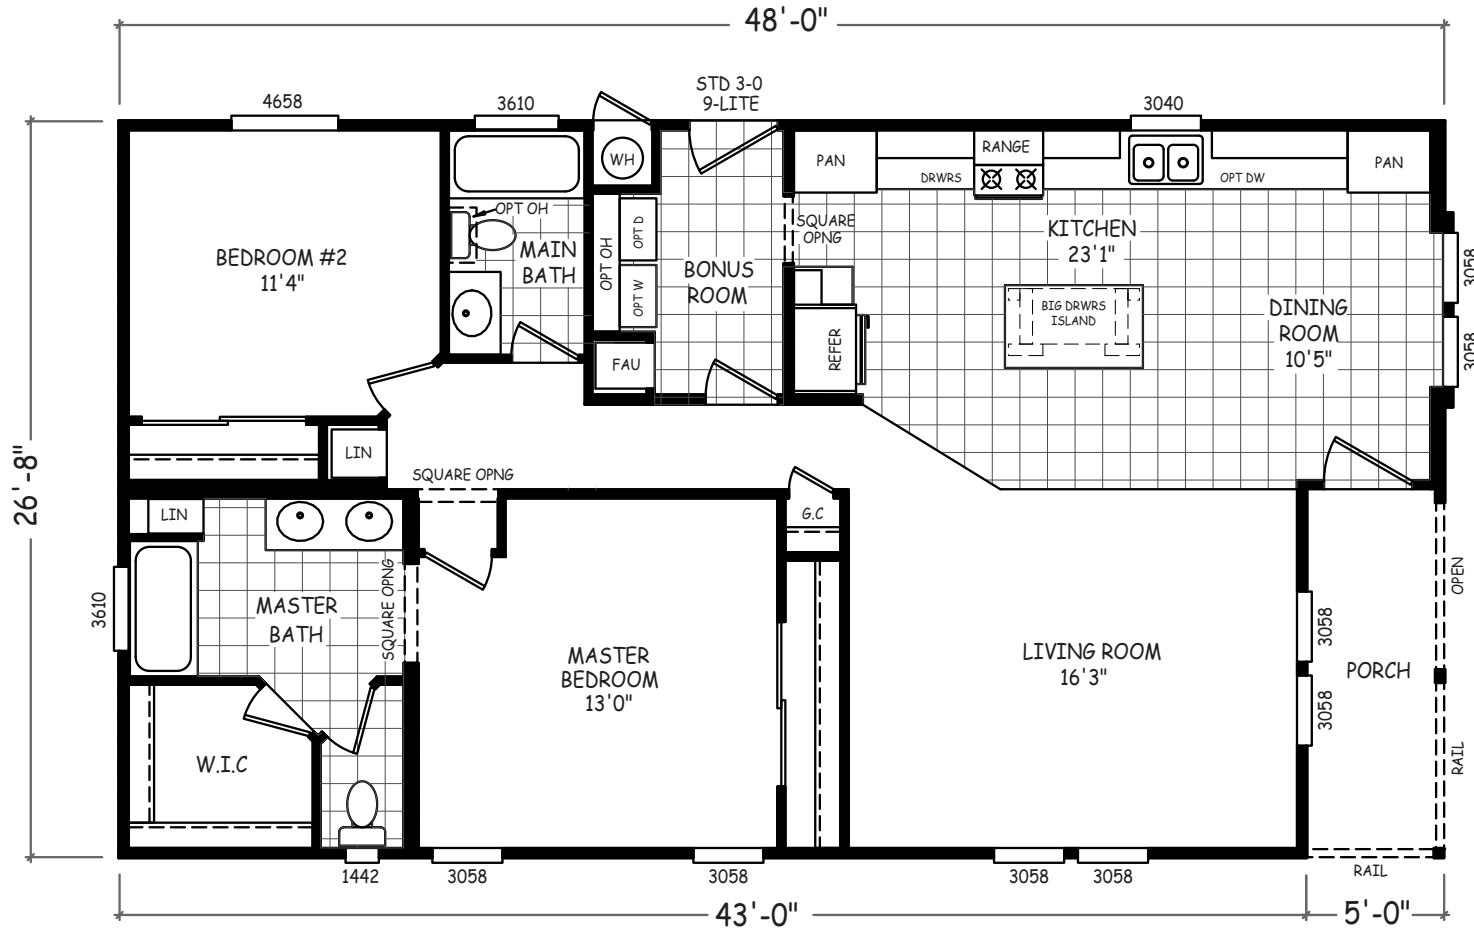 48'-0"
STD 3-0
9-LITE
4658
3610
3040
WH
PAN
RANGE
PAN
DRWRS
OPT DW
OPT OH
OPT D
SQUARE
OPNG
KITCHEN
23'1"
BEDROOM #2
11'4"
MAIN
BATH
OPT OH
BONUS
ROOM
OPT W
3058
BIG DRWRS
ISLAND
DINING
ROOM
10'5"
3058
REFER
FAU
LIN
SQUARE OPNG
26'-8"
LIN
G.C
3610
MASTER
BATH
SQUARE OPNG
OPEN
3058
MASTER
BEDROOM
13'0"
LIVING ROOM
16'3"
PORCH
3058
W.I.C
RAIL
1442
3058
3058
3058
3058
RAIL
43'-0"
5'-0"